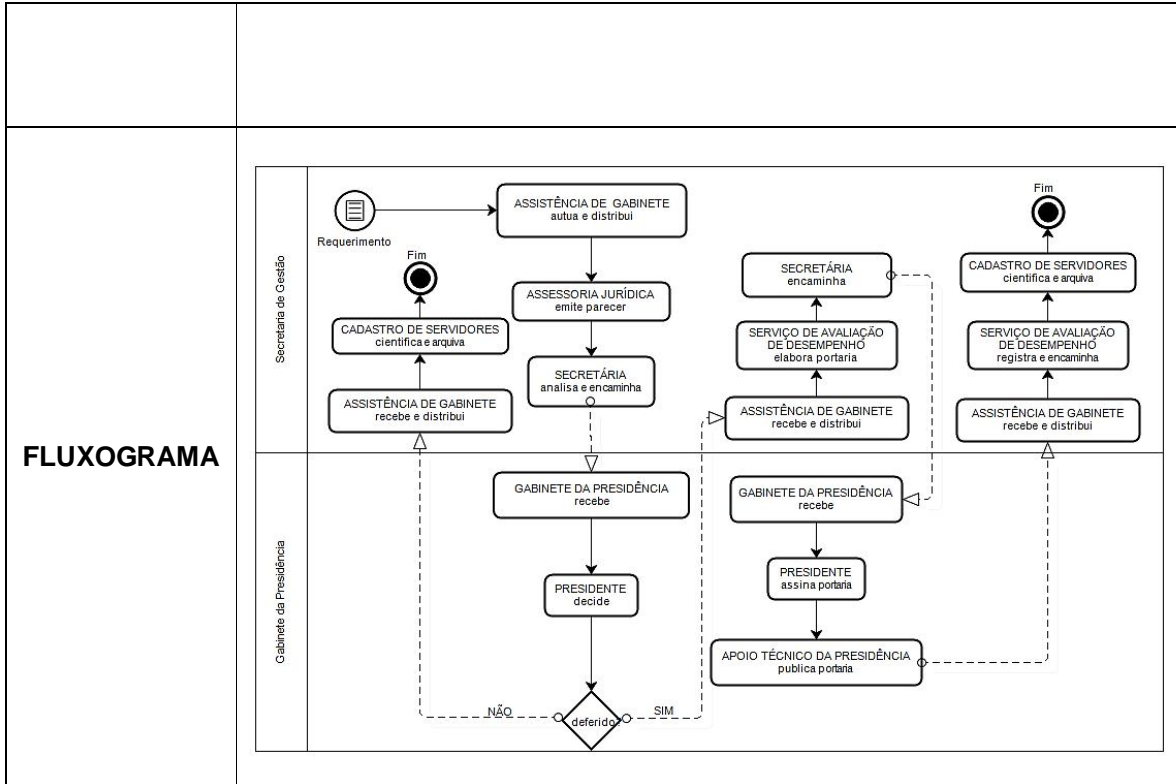 FLUXOGRAMA
Secretaria de Gestão
Requerimento
ASSISTÊNCIA DE GABINETE
autua e distribui
ASSESSORIA JURÍDICA
emite parecer
SECRETÁRIA
analisa e encaminha
Fim
CADASTRO DE SERVIDORES
cientifica e arquiva
ASSISTÊNCIA DE GABINETE
recebe e distribui
SECRETÁRIA
encaminha
SERVIÇO DE AVALIAÇÃO
DE DESEMPENHO
elabora portaria
ASSISTÊNCIA DE GABINETE
recebe e distribui
Fim
CADASTRO DE SERVIDORES
cientifica e arquiva
SERVIÇO DE AVALIAÇÃO
DE DESEMPENHO
registra e encaminha
ASSISTÊNCIA DE GABINETE
recebe e distribui
Gabinete da Presidência
GABINETE DA PRESIDÊNCIA
recebe
PRESIDENTE
decide
NÃO
deferido?
SIM
GABINETE DA PRESIDÊNCIA
recebe
PRESIDENTE
assina portaria
APOIO TÉCNICO DA PRESIDÊNCIA
publica portaria